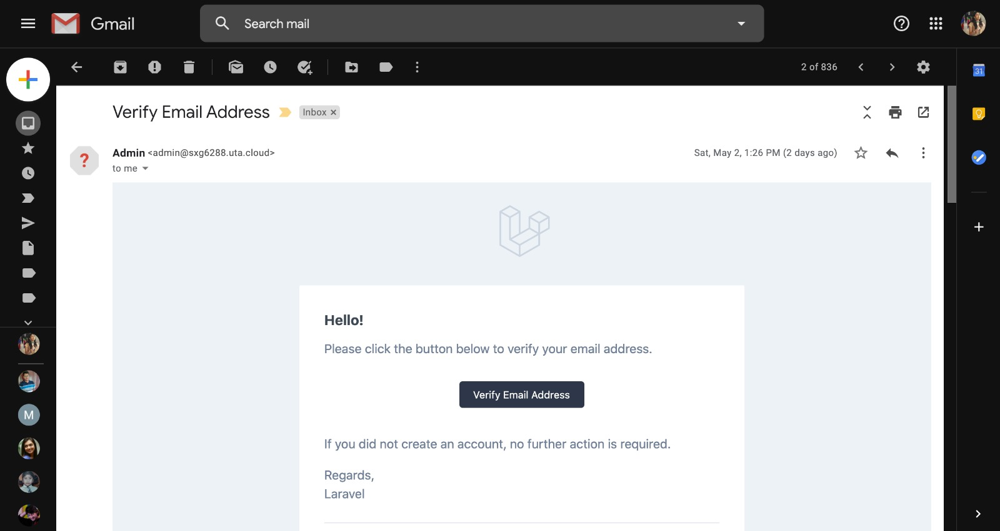 Gmail
Search mail
2 of 836
31
Verify Email Address
Inbox ×
?
Admin <admin@sxg6288.uta.cloud>
Sat, May 2, 1:26 PM (2 days ago)
to me
Hello!
Please click the button below to verify your email address.
Verify Email Address
M
If you did not create an account, no further action is required.
Regards,
Laravel